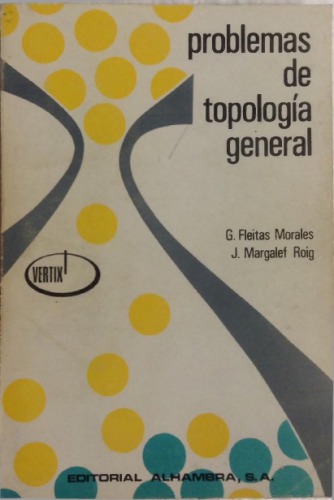 problemas
de
topología
general
G. Fleitas Morales
J. Margalef Roig
VERTIX
EDITORIAL ALHAMBRA, S.A.